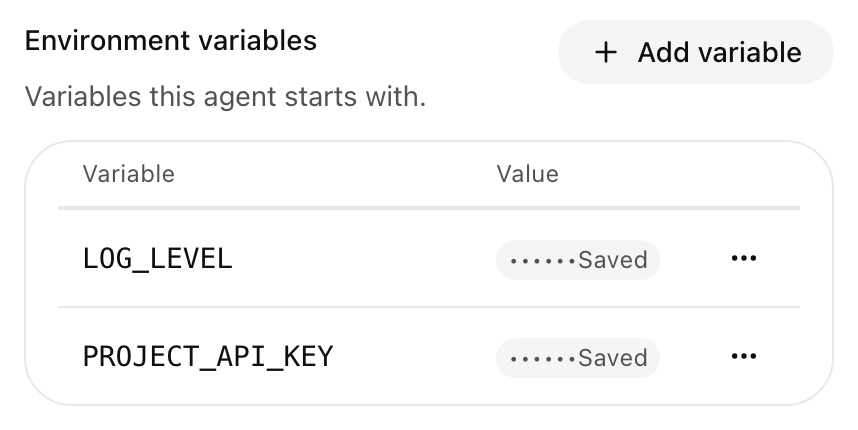 Environment variables
+ Add variable
Variables this agent starts with.
Variable Value
LOG_LEVEL ······Saved ···
PROJECT_API_KEY ······Saved ···